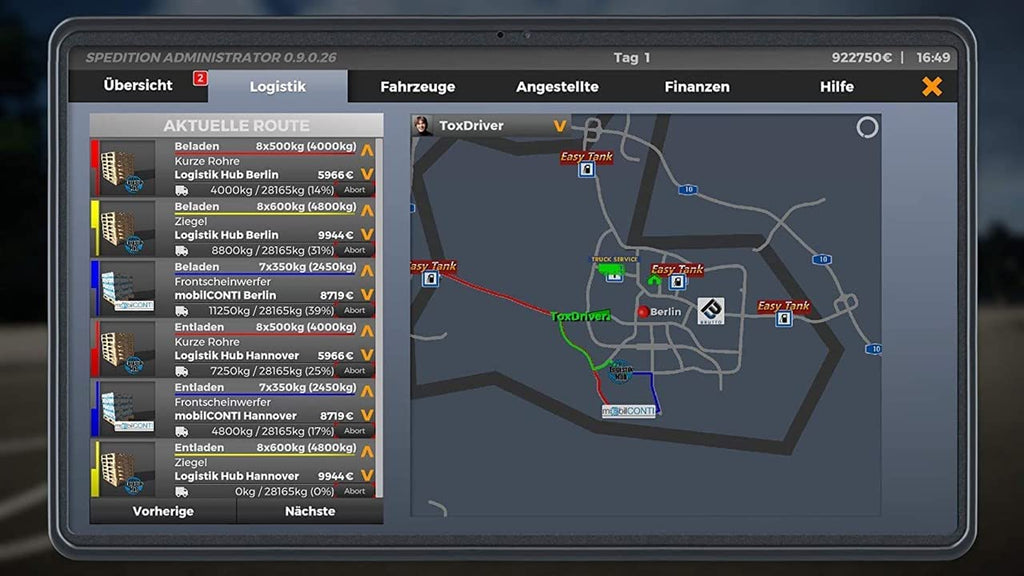 SPEDITION ADMINISTRATOR 0.9.0.26
Tag 1
922750€ | 16:49
Übersicht
2
Logistik
Fahrzeuge
Angestellte
Finanzen
Hilfe
AKTUELLE ROUTE
Beladen 8x500kg (4000kg)
Kurze Rohre
Logistik Hub Berlin 5966€
4000kg / 28165kg (14%) Abort
Beladen 8x600kg (4800kg)
Ziegel
Logistik Hub Berlin 9944€
8800kg / 28165kg (31%) Abort
Beladen 7x350kg (2450kg)
Frontscheinwerfer
mobilCONTI Berlin 8719€
11250kg / 28165kg (39%) Abort
mobilCONTI
Entladen 8x500kg (4000kg)
Kurze Rohre
Logistik Hub Hannover 5966€
7250kg / 28165kg (25%) Abort
Entladen 7x350kg (2450kg)
Frontscheinwerfer
mobilCONTI Hannover 8719€
4800kg / 28165kg (17%) Abort
mobilCONTI
Entladen 8x600kg (4800kg)
Ziegel
Logistik Hub Hannover 9944€
0kg / 28165kg (0%) Abort
Vorherige
Nächste
ToxDriver V
Easy Tank
10
TRUCK SERVICE
10
asy Tank
Easy Tank
Easy Tank
ToxDriver
Berlin
BRUTTO
10
mobilCONTI